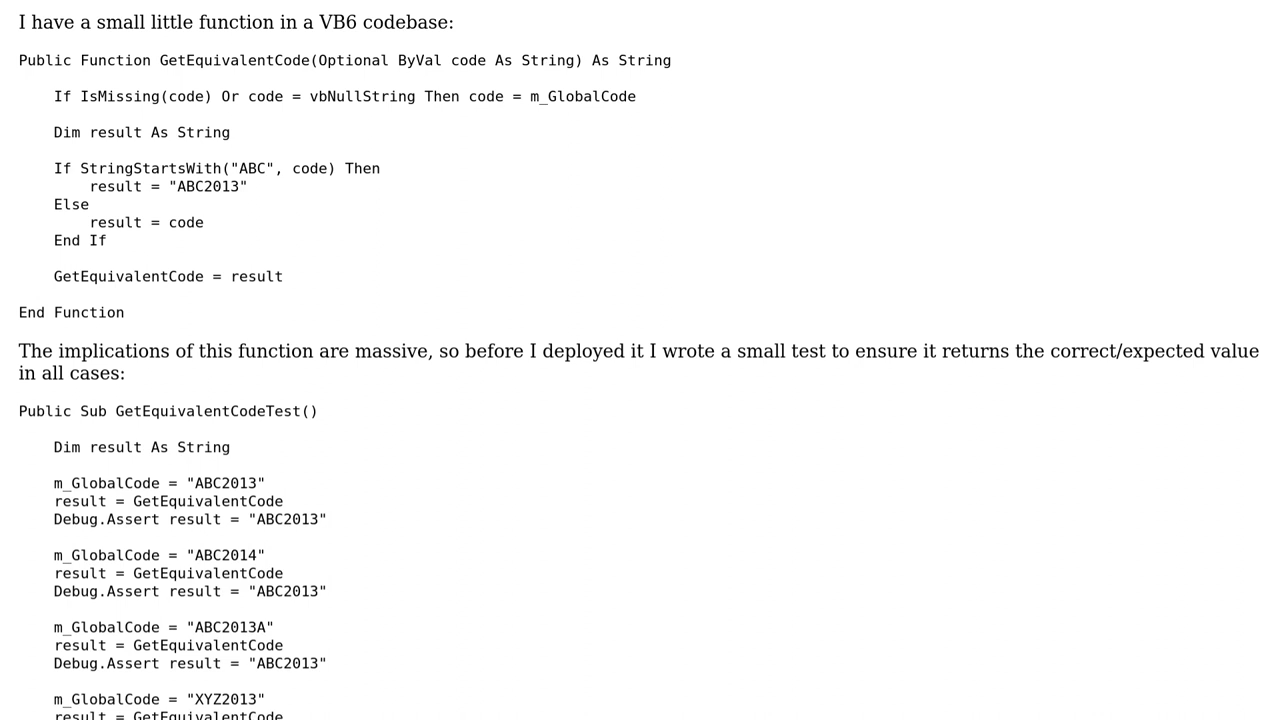 I have a small little function in a VB6 codebase:
Public Function GetEquivalentCode(Optional ByVal code As String) As String
If IsMissing(code) Or code = vbNullString Then code = m_GlobalCode
Dim result As String
If StringStartsWith("ABC", code) Then
result = "ABC2013"
Else
result = code
End If
GetEquivalentCode = result
End Function
The implications of this function are massive, so before I deployed it I wrote a small test to ensure it returns the correct/expected value
in all cases:
Public Sub GetEquivalentCodeTest()
Dim result As String
m_GlobalCode = "ABC2013"
result = GetEquivalentCode
Debug.Assert result = "ABC2013"
m_GlobalCode = "ABC2014"
result = GetEquivalentCode
Debug.Assert result = "ABC2013"
m_GlobalCode = "ABC2013A"
result = GetEquivalentCode
Debug.Assert result = "ABC2013"
m_GlobalCode = "XYZ2013"
result = GetEquivalentCode